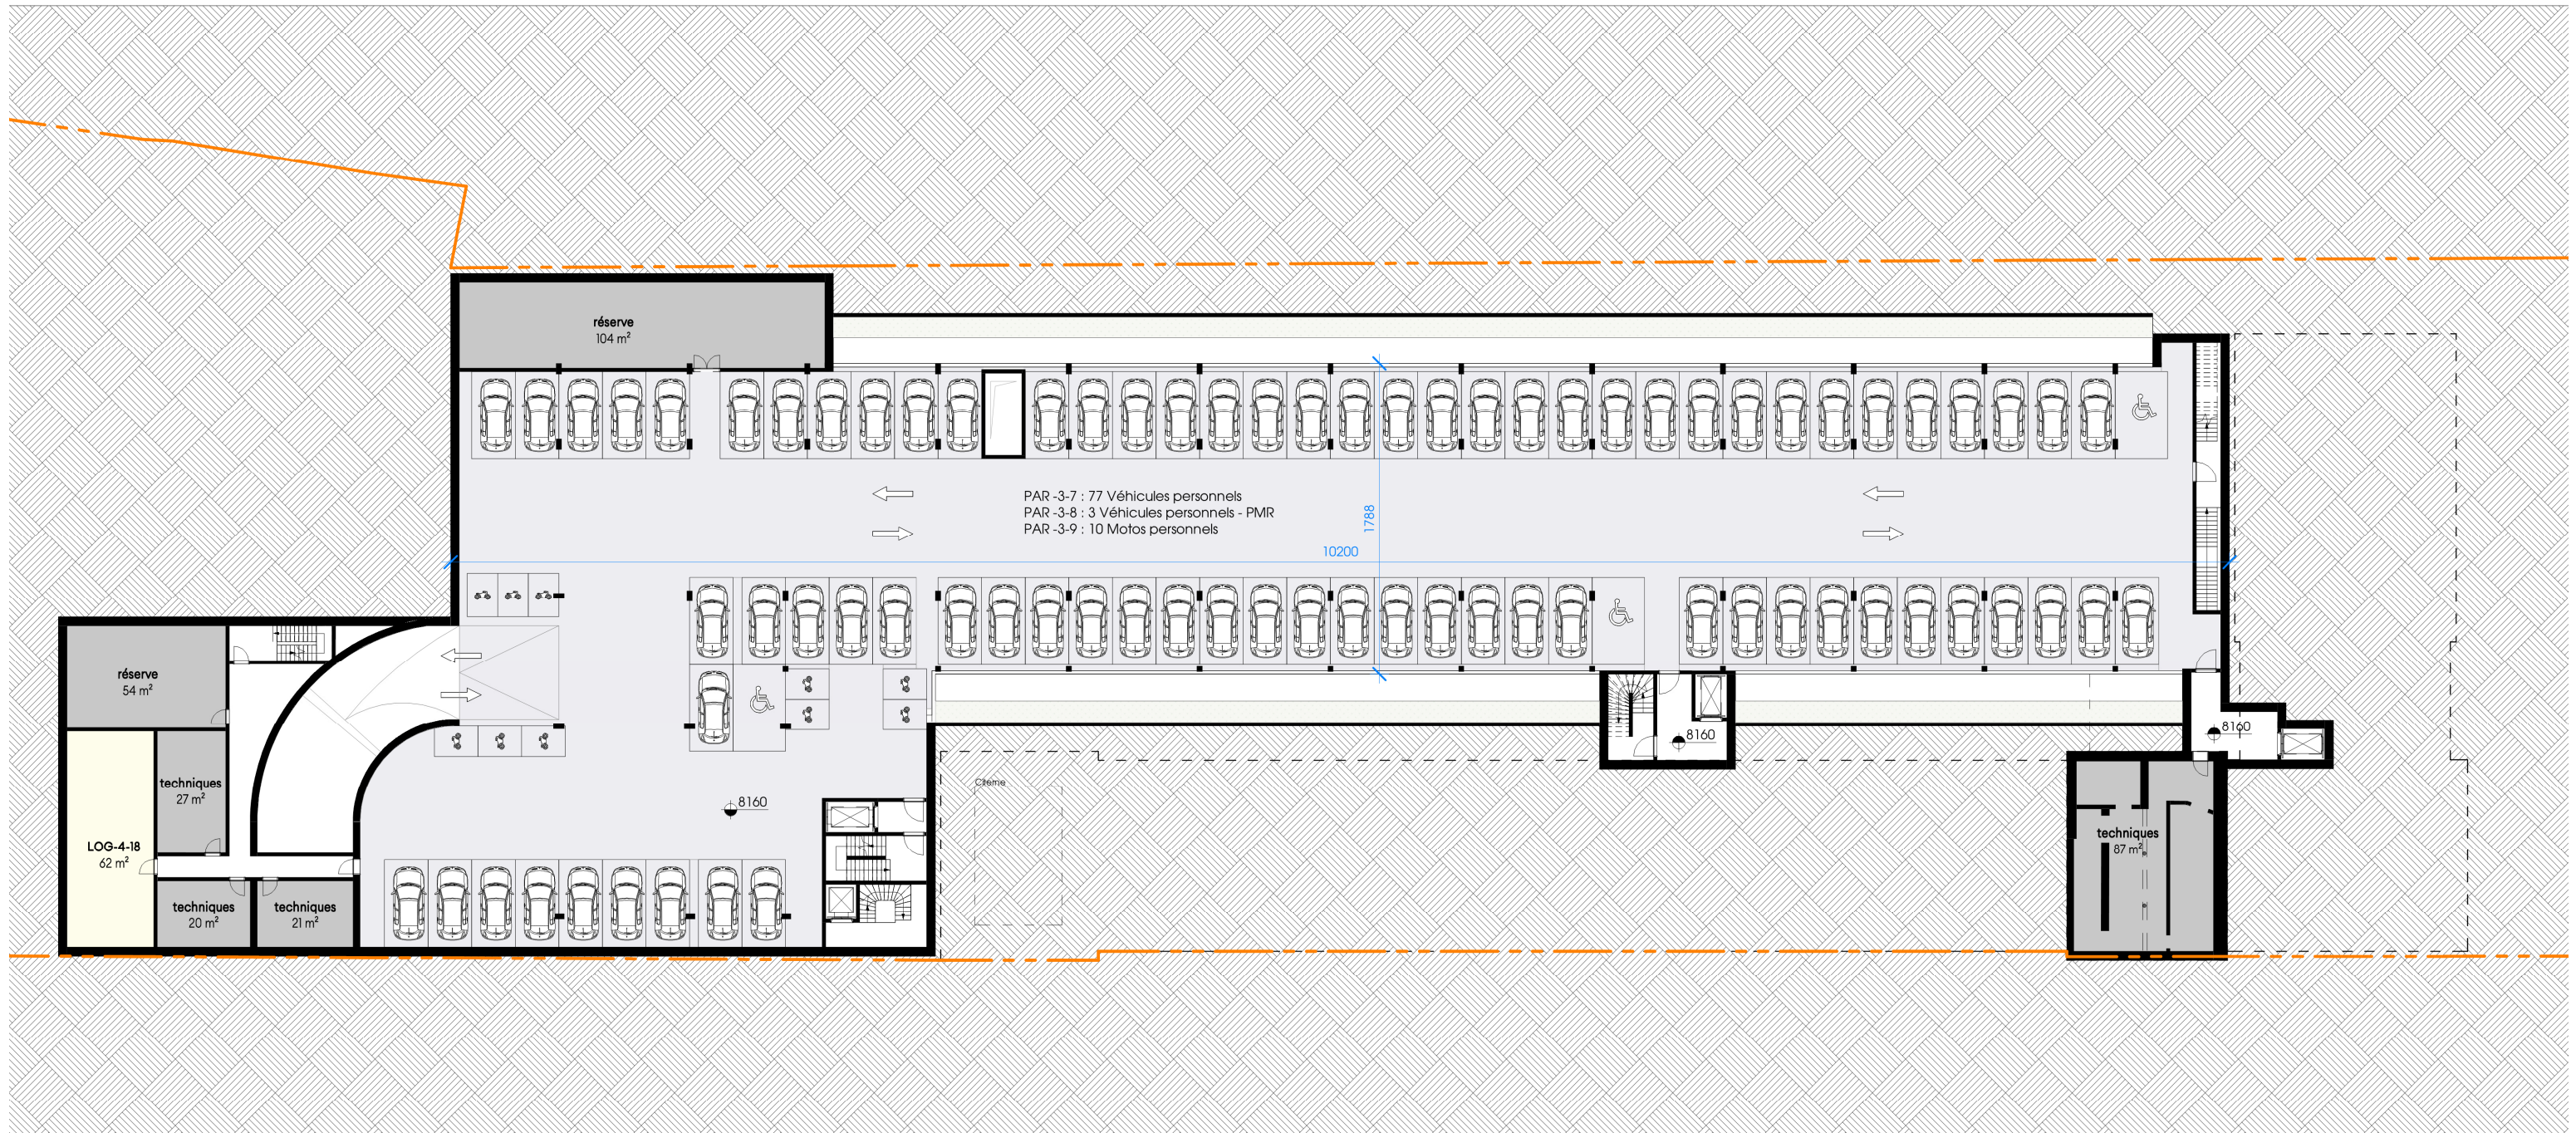 réserve
104 m²
PAR -3-7 : 77 Véhicules personnels
PAR -3-8 : 3 Véhicules personnels - PMR
PAR -3-9 : 10 Motos personnels
1788
10200
réserve
54 m²
techniques
27 m²
LOG-4-18
62 m²
techniques
20 m²
techniques
21 m²
8160
Citerne
8160
8160
techniques
87 m²